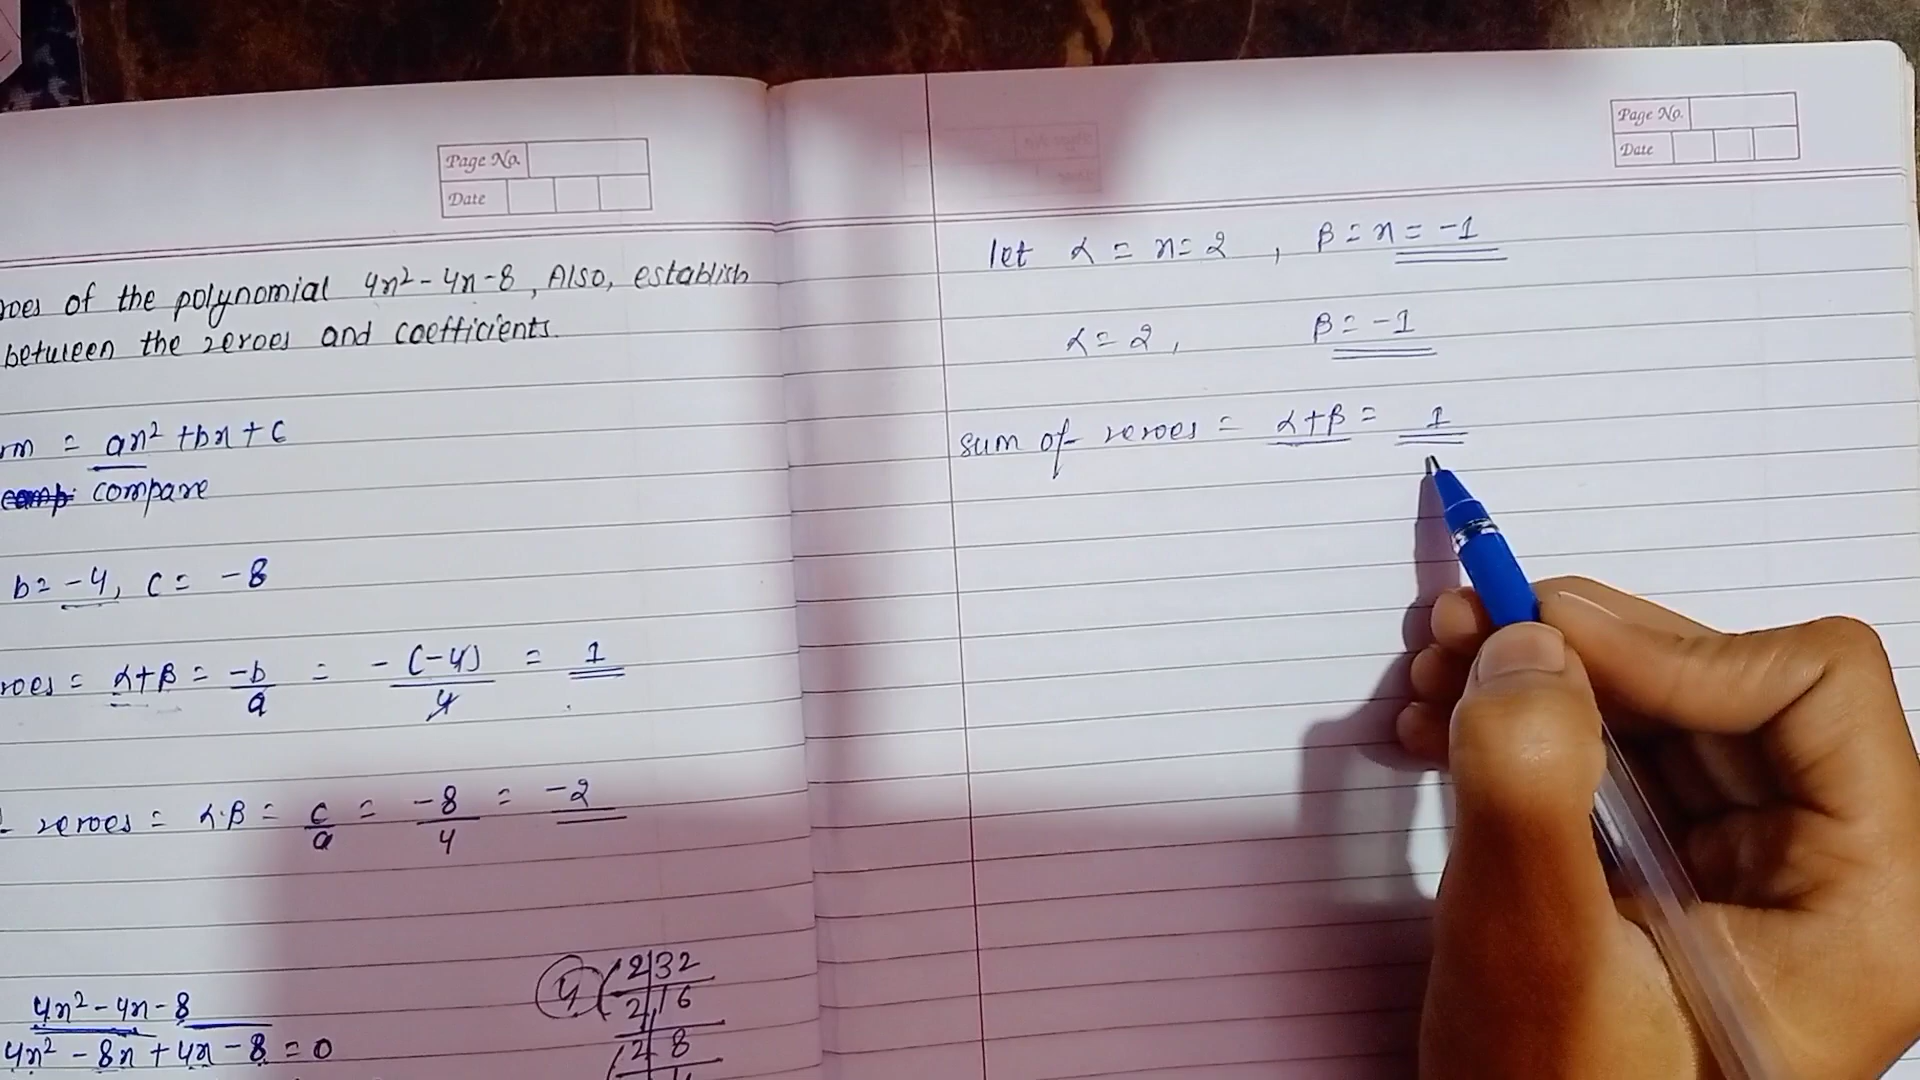 Page No.
Date
of the polynomial 4x² - 4x - 8, Also, establish
between the zeroes and coefficients.
= ax² + bx + c
compare
b = -4, c = -8
= α+β = -b/a = -(-4)/4 = 1
zeroes = α.β = c/a = -8/4 = -2
4x² - 4x - 8
4x² - 8x + 4x - 8 = 0
4
2|32
2|16
2|8
Page No.
Date
let α = x = 2 , β = x = -1
α = 2, β = -1
sum of zeroes = α+β = 1